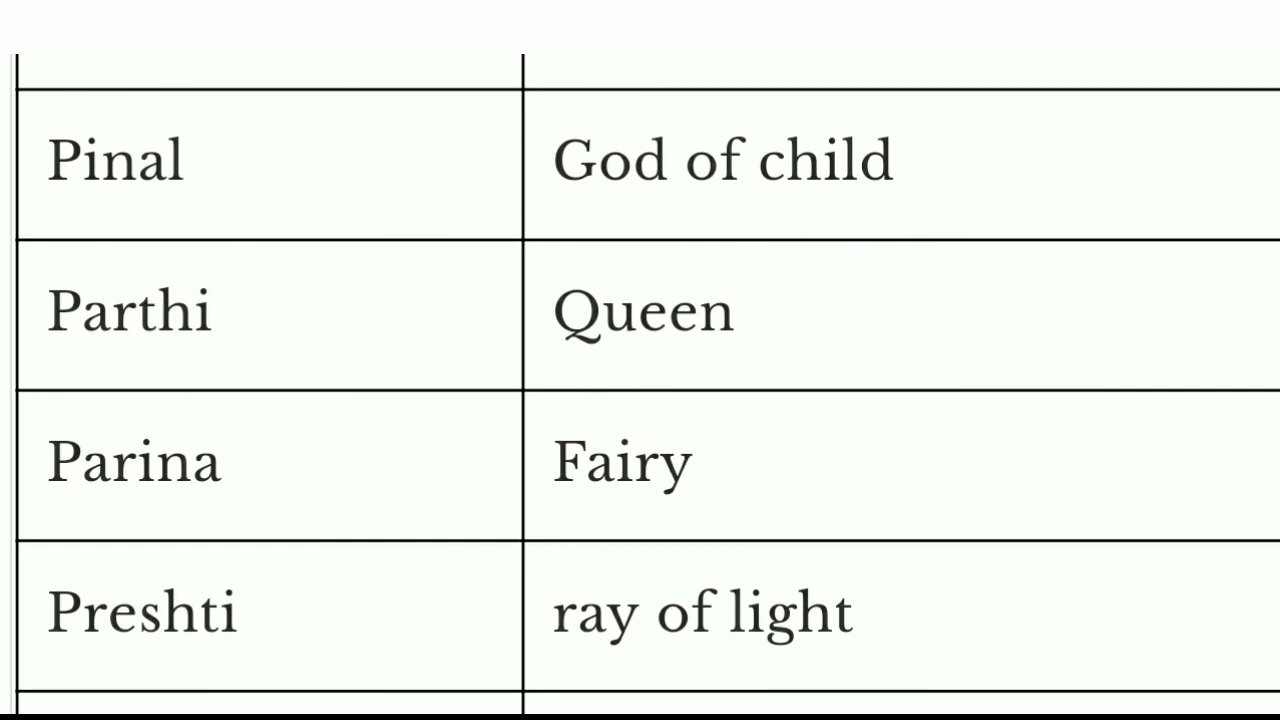 Pinal God of child
Parthi Queen
Parina Fairy
Preshti ray of light